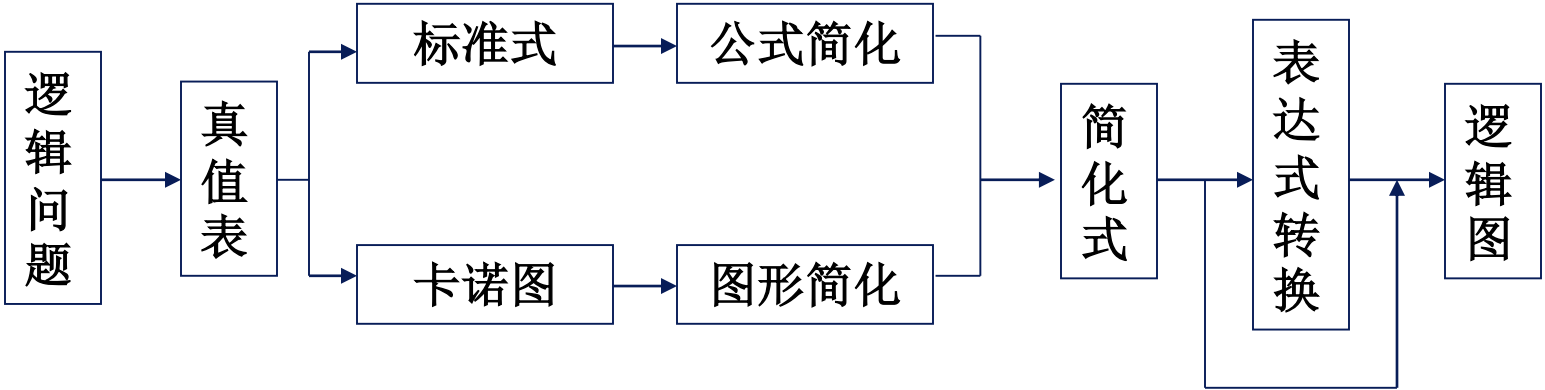 逻辑问题
真值表
标准式
公式简化
卡诺图
图形简化
简化式
表达式转换
逻辑图